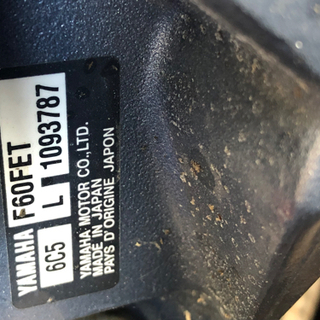 YAMAHA F60FET
6C5 L 1093787
YAMAHA MOTOR CO.,LTD.
MADE IN JAPAN
PAYS D'ORIGINE JAPON